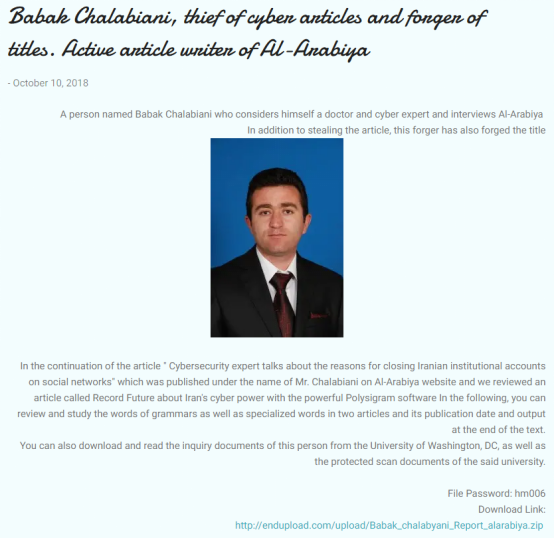 Babak Chalabiani, thief of cyber articles and forger of
titles. Active article writer of Al-Arabiya
- October 10, 2018
A person named Babak Chalabiani who considers himself a doctor and cyber expert and interviews Al-Arabiya
In addition to stealing the article, this forger has also forged the title
In the continuation of the article " Cybersecurity expert talks about the reasons for closing Iranian institutional accounts
on social networks" which was published under the name of Mr. Chalabiani on Al-Arabiya website and we reviewed an
article called Record Future about Iran's cyber power with the powerful Polysigram software In the following, you can
review and study the words of grammars as well as specialized words in two articles and its publication date and output
at the end of the text.
You can also download and read the inquiry documents of this person from the University of Washington, DC, as well as
the protected scan documents of the said university.
File Password: hm006
Download Link:
http://endupload.com/upload/Babak_chalabyani_Report_alarabiya.zip